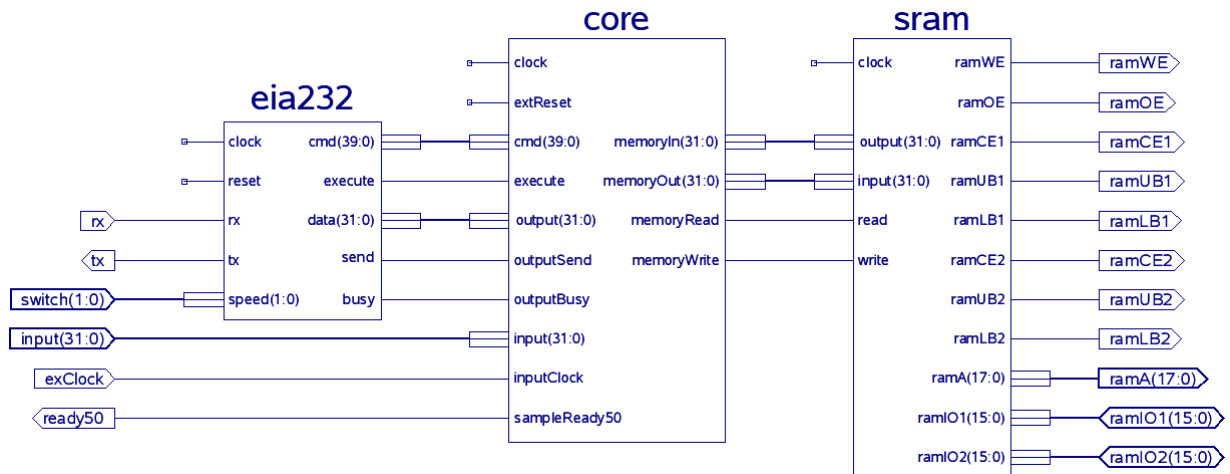 core
sram
eia232
clock
extReset
cmd(39:0)
execute
output(31:0)
outputSend
outputBusy
input(31:0)
inputClock
sampleReady50
memoryIn(31:0)
memoryOut(31:0)
memoryRead
memoryWrite
clock
output(31:0)
input(31:0)
read
write
ramWE
ramOE
ramCE1
ramUB1
ramLB1
ramCE2
ramUB2
ramLB2
ramA(17:0)
ramIO1(15:0)
ramIO2(15:0)
ramWE
ramOE
ramCE1
ramUB1
ramLB1
ramCE2
ramUB2
ramLB2
ramA(17:0)
ramIO1(15:0)
ramIO2(15:0)
clock
reset
rx
tx
speed(1:0)
cmd(39:0)
execute
data(31:0)
send
busy
rx
tx
switch(1:0)
input(31:0)
exClock
ready50